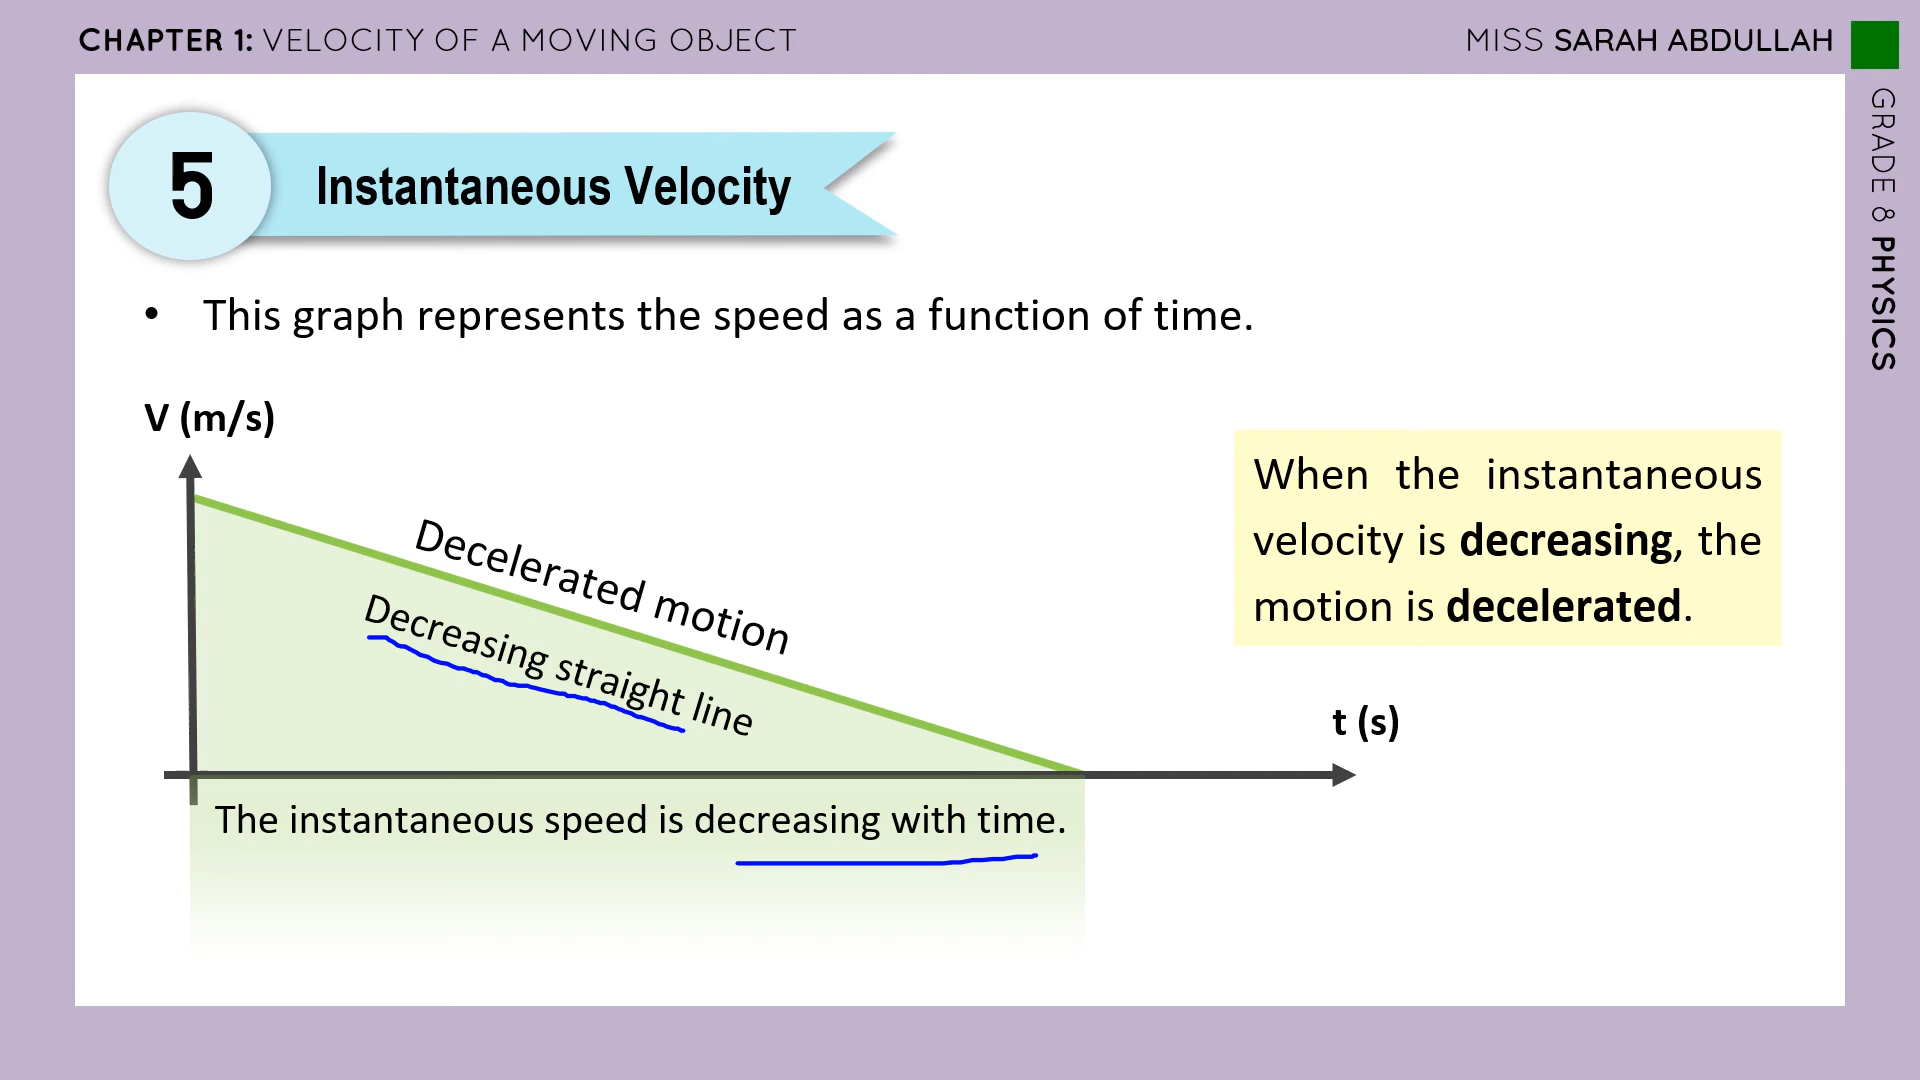 CHAPTER 1: VELOCITY OF A MOVING OBJECT
MISS SARAH ABDULLAH
GRADE 8 PHYSICS
5
Instantaneous Velocity
• This graph represents the speed as a function of time.
V (m/s)
Decelerated motion
Decreasing straight line
When the instantaneous
velocity is decreasing, the
motion is decelerated.
t (s)
The instantaneous speed is decreasing with time.